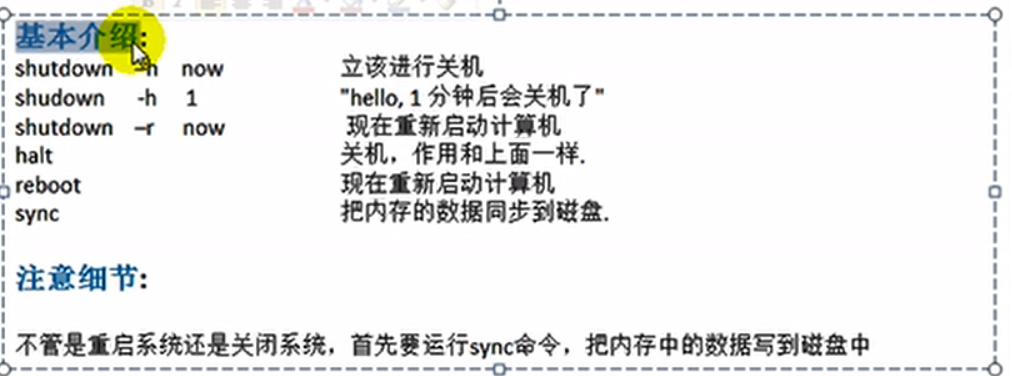 基本介绍:
shutdown –h now 立该进行关机
shudown -h 1 "hello, 1 分钟后会关机了"
shutdown –r now 现在重新启动计算机
halt 关机，作用和上面一样.
reboot 现在重新启动计算机
sync 把内存的数据同步到磁盘.
注意细节:
不管是重启系统还是关闭系统，首先要运行sync命令，把内存中的数据写到磁盘中